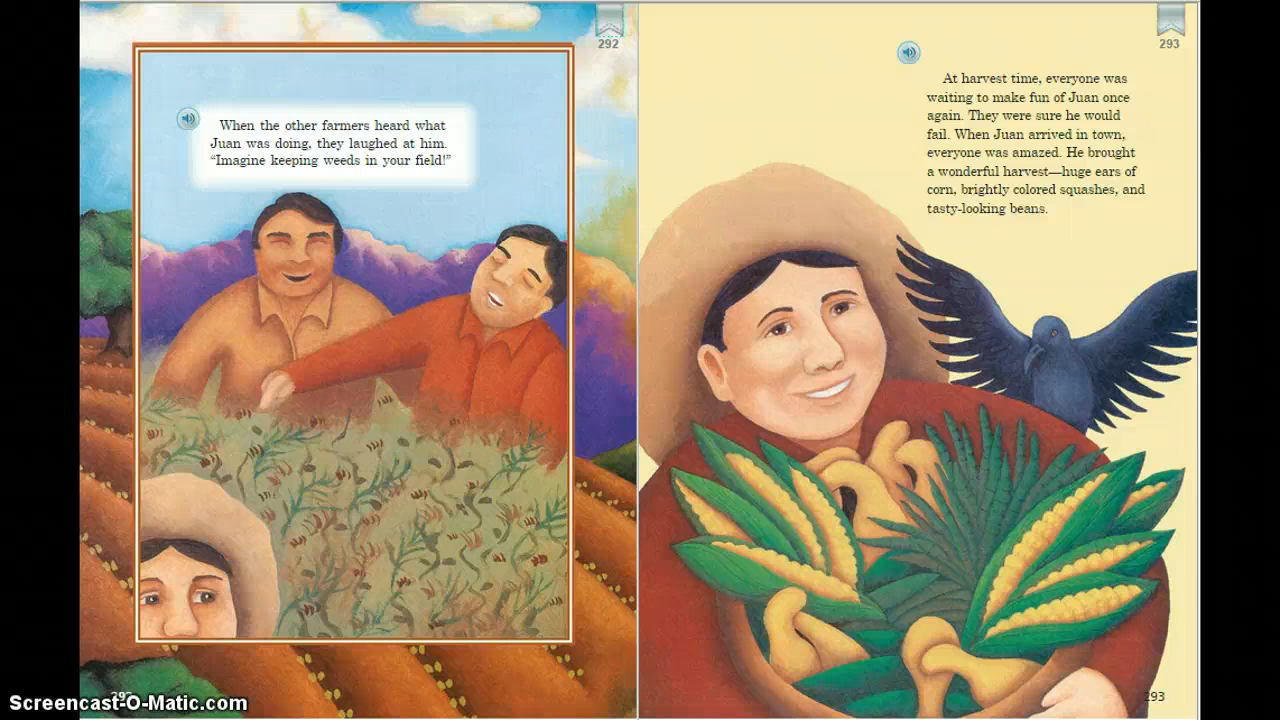 292
When the other farmers heard what
Juan was doing, they laughed at him.
“Imagine keeping weeds in your field!”
293
At harvest time, everyone was
waiting to make fun of Juan once
again. They were sure he would
fail. When Juan arrived in town,
everyone was amazed. He brought
a wonderful harvest—huge ears of
corn, brightly colored squashes, and
tasty-looking beans.
293
Screencast-O-Matic.com